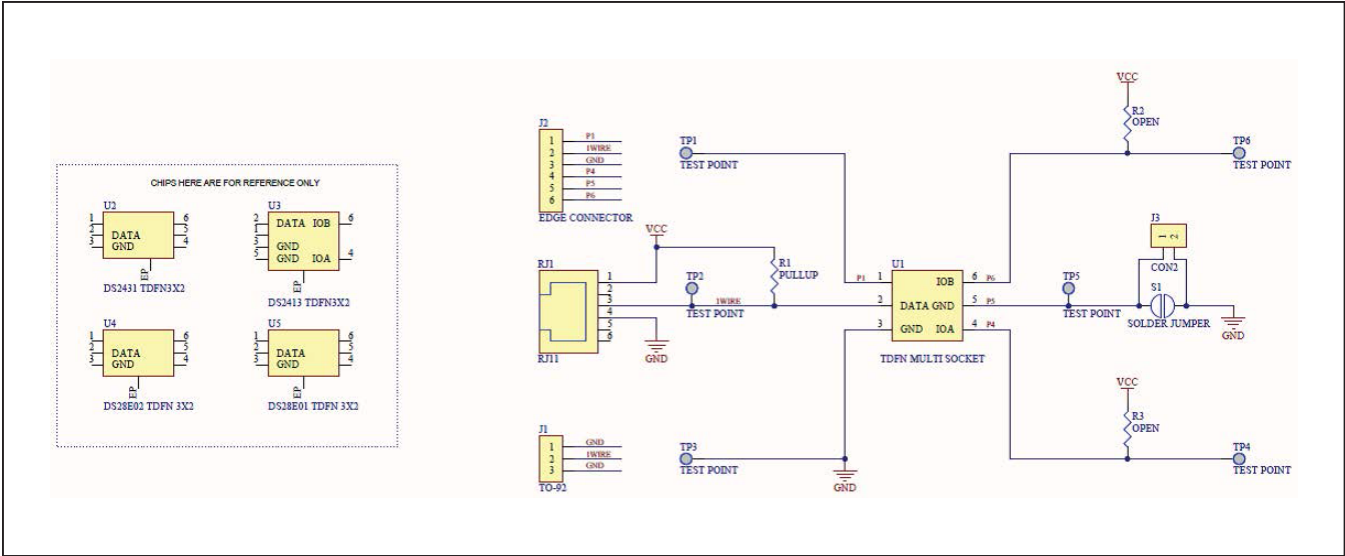 CHIPS HERE ARE FOR REFERENCE ONLY
U2
1
2
3
DATA
GND
6
5
4
EP
DS2431 TDFN3X2
U3
2
3
5
DATA IOB
GND
GND IOA
6
4
EP
DS2413 TDFN3X2
U4
1
2
3
DATA
GND
6
5
4
EP
DS28E02 TDFN 3X2
U5
1
2
3
DATA
GND
6
5
4
EP
DS28E01 TDFN 3X2
J2
1 P1
2 1WIRE
3 GND
4 P4
5 P5
6 P6
EDGE CONNECTOR
VCC
RJ1
1
2
3
4
5
6
RJ11
GND
J1
1 GND
2 1WIRE
3 GND
TO-92
TP1
TEST POINT
TP2
TEST POINT
1WIRE
R1
PULLUP
TP3
TEST POINT
GND
U1
P1 1 IOB 6 P6
2 DATA GND 5 P5
3 GND IOA 4 P4
TDFN MULTI SOCKET
VCC
R2
OPEN
TP6
TEST POINT
J3
1 2
CON2
TP5
TEST POINT
S1
SOLDER JUMPER
GND
VCC
R3
OPEN
TP4
TEST POINT